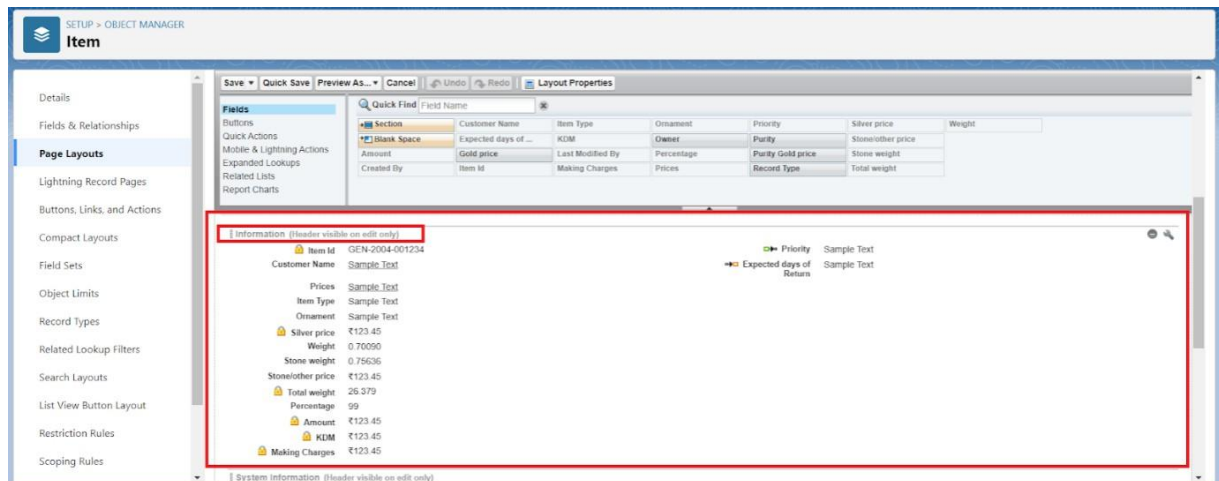 SETUP > OBJECT MANAGER
Item
Details
Fields & Relationships
Page Layouts
Lightning Record Pages
Buttons, Links, and Actions
Compact Layouts
Field Sets
Object Limits
Record Types
Related Lookup Filters
Search Layouts
List View Button Layout
Restriction Rules
Scoping Rules
Save Quick Save Preview As... Cancel Undo Redo Layout Properties
Fields
Buttons
Quick Actions
Mobile & Lightning Actions
Expanded Lookups
Related Lists
Report Charts
Quick Find Field Name
Section Customer Name Item Type Ornament Priority Silver price Weight
Blank Space Expected days of ... KDM Owner Purity Stone/other price
Amount Gold price Last Modified By Percentage Purity Gold price Stone weight
Created By Item Id Making Charges Prices Record Type Total weight
Information (Header visible on edit only)
Item Id GEN-2004-001234
Customer Name Sample Text
Prices Sample Text
Item Type Sample Text
Ornament Sample Text
Silver price ₹123.45
Weight 0.70090
Stone weight 0.75636
Stone/other price ₹123.45
Total weight 26.379
Percentage 99
Amount ₹123.45
KDM ₹123.45
Making Charges ₹123.45
Priority Sample Text
Expected days of Return Sample Text
System Information (Header visible on edit only)